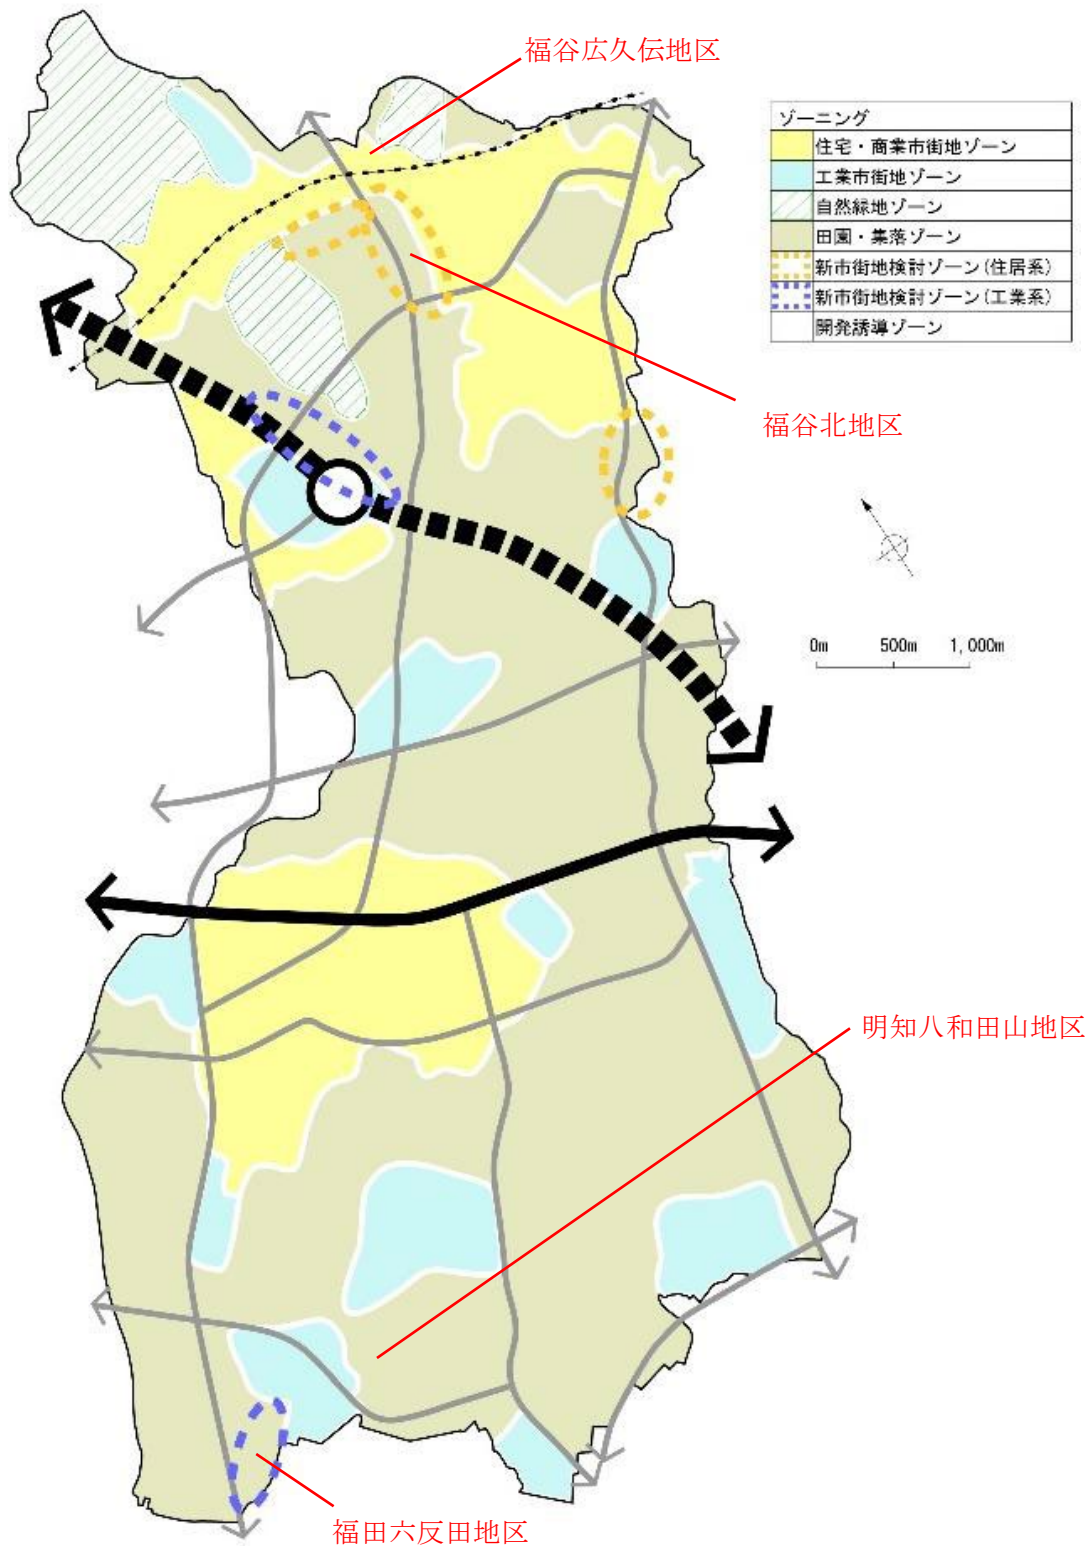 福谷広久伝地区
ゾーニング
住宅・商業市街地ゾーン
工業市街地ゾーン
自然緑地ゾーン
田園・集落ゾーン
新市街地検討ゾーン(住居系)
新市街地検討ゾーン(工業系)
開発誘導ゾーン
福谷北地区
0m 500m 1,000m
明知八和田山地区
福田六反田地区